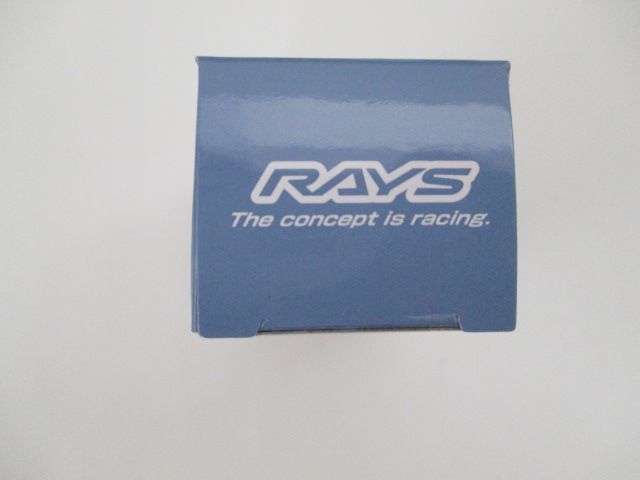 RAYS
The concept is racing.